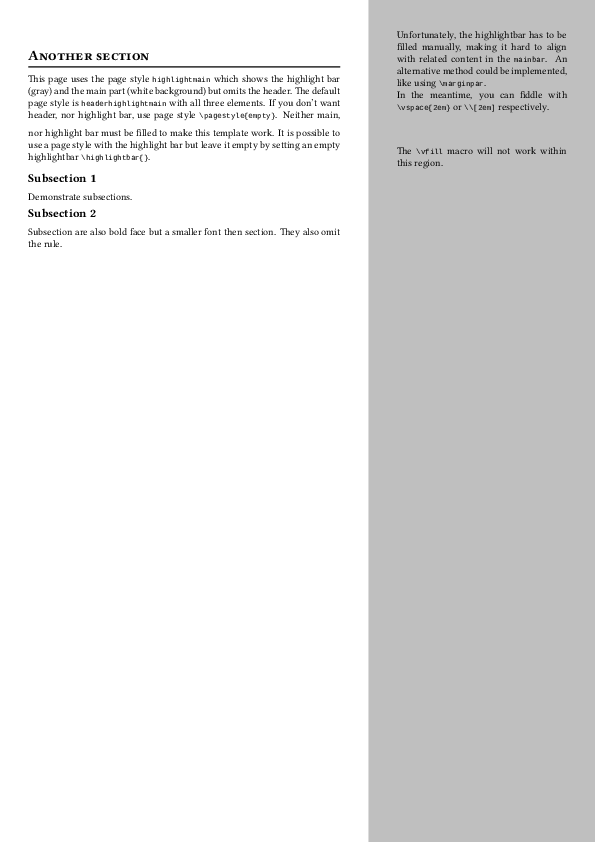 Another section
This page uses the page style highlightmain which shows the highlight bar
(gray) and the main part (white background) but omits the header. The default
page style is headerhighlightmain with all three elements. If you don't want
header, nor highlight bar, use page style \pagestyle{empty}. Neither main,
nor highlight bar must be filled to make this template work. It is possible to
use a page style with the highlight bar but leave it empty by setting an empty
highlightbar \highlightbar{}.
Subsection 1
Demonstrate subsections.
Subsection 2
Subsection are also bold face but a smaller font then section. They also omit
the rule.
Unfortunately, the highlightbar has to be
filled manually, making it hard to align
with related content in the mainbar. An
alternative method could be implemented,
like using \marginpar.
In the meantime, you can fiddle with
\vspace{2em} or \\[2em] respectively.
The \vfill macro will not work within
this region.